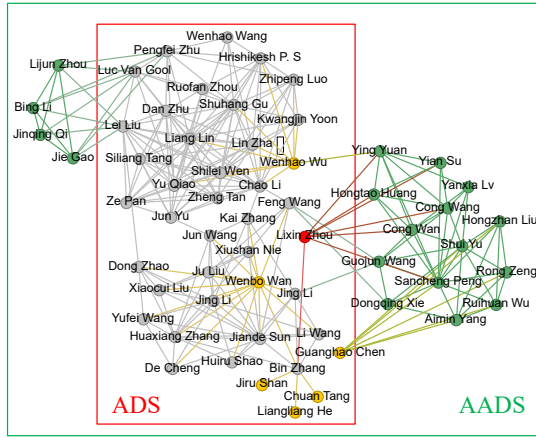 Wenhao Wang
Pengfei Zhu
Hrishikesh P. S
Lijun Zhou
Luc Van Gool
Zhipeng Luo
Ruofan Zhou
Bing Li
Dan Zhu
Shuhang Gu
Kwangjin Yoon
Lei Liu
Jinqing Qi
Liang Lin
Lin Zha
Ying Yuan
Jie Gao
Siliang Tang
Wenhao Wu
Yian Su
Shilei Wen
Yu Qiao
Chao Li
Yanxia Lv
Zheng Tan
Hongtao Huang
Ze Pan
Feng Wang
Cong Wang
Jun Yu
Kai Zhang
Hongzhan Liu
Cong Wan
Jun Wang
Lixin Zhou
Xiushan Nie
Shui Yu
Guojun Wang
Dong Zhao
Ju Liu
Wenbo Wan
Rong Zeng
Sancheng Peng
Xiaocui Liu
Jing Li
Jing Li
Dongqing Xie
Ruihuan Wu
Yufei Wang
Aimin Yang
Huaxiang Zhang
Jiande Sun
Li Wang
Guanghao Chen
De Cheng
Huiru Shao
Bin Zhang
Jiru Shan
Chuan Tang
Liangliang He
ADS
AADS